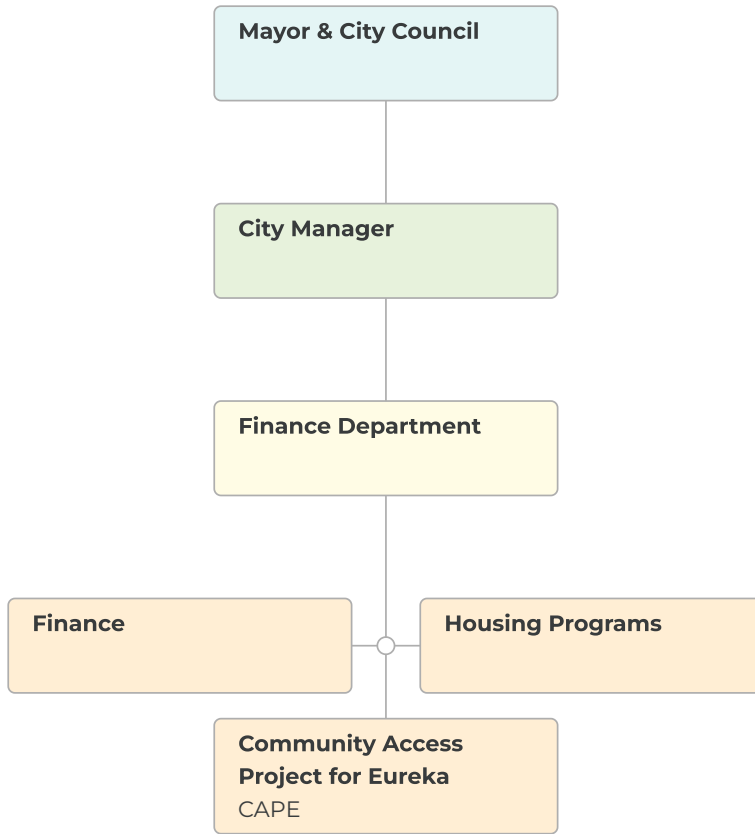 Mayor & City Council
City Manager
Finance Department
Finance
Housing Programs
Community Access
Project for Eureka
CAPE